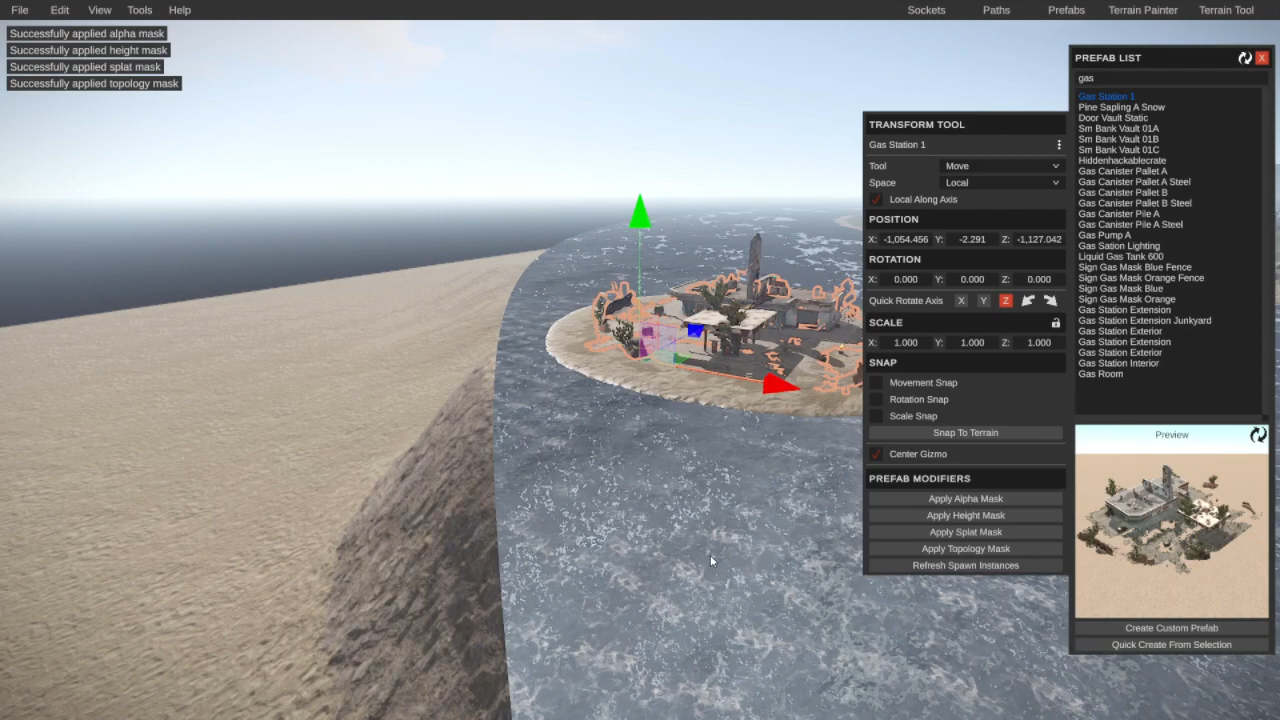 File Edit View Tools Help Sockets Paths Prefabs Terrain Painter Terrain Tool
Successfully applied alpha mask
Successfully applied height mask
Successfully applied splat mask
Successfully applied topology mask
TRANSFORM TOOL
Gas Station 1
Tool Move
Space Local
Local Along Axis
POSITION
X: -1,054.456 Y: -2.291 Z: -1,127.042
ROTATION
X: 0.000 Y: 0.000 Z: 0.000
Quick Rotate Axis X Y Z
SCALE
X: 1.000 Y: 1.000 Z: 1.000
SNAP
Movement Snap
Rotation Snap
Scale Snap
Snap To Terrain
Center Gizmo
PREFAB MODIFIERS
Apply Alpha Mask
Apply Height Mask
Apply Splat Mask
Apply Topology Mask
Refresh Spawn Instances
PREFAB LIST X
gas
Gas Station 1
Pine Sapling A Snow
Door Vault Static
Sm Bank Vault 01A
Sm Bank Vault 01B
Sm Bank Vault 01C
Hiddenhackablecrate
Gas Canister Pallet A
Gas Canister Pallet A Steel
Gas Canister Pallet B
Gas Canister Pallet B Steel
Gas Canister Pile A
Gas Canister Pile A Steel
Gas Pump A
Gas Sation Lighting
Liquid Gas Tank 600
Sign Gas Mask Blue Fence
Sign Gas Mask Orange Fence
Sign Gas Mask Blue
Sign Gas Mask Orange
Gas Station Extension
Gas Station Extension Junkyard
Gas Station Exterior
Gas Station Extension
Gas Station Exterior
Gas Station Interior
Gas Room
Preview
Create Custom Prefab
Quick Create From Selection